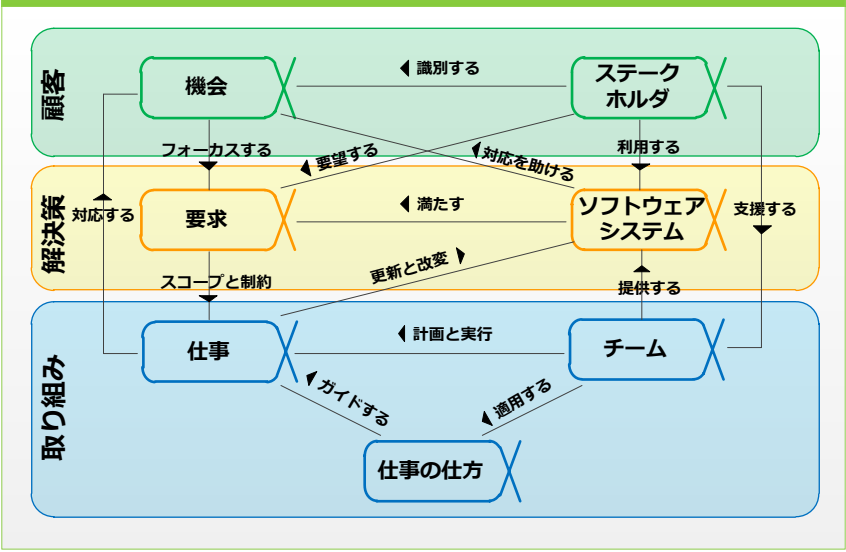 顧客
機会
識別する
ステーク
ホルダ
フォーカスする
要望する
対応を助ける
利用する
解決策
対応する
要求
満たす
ソフトウェア
システム
支援する
スコープと制約
更新と改変
提供する
取り組み
仕事
計画と実行
チーム
ガイドする
適用する
仕事の仕方